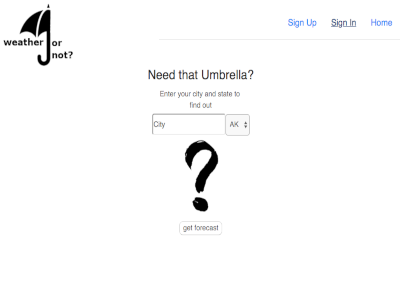 weather or
not?
Sign Up Sign In Home
Need that Umbrella?
Enter your city and state to
find out
City AK
?
get forecast